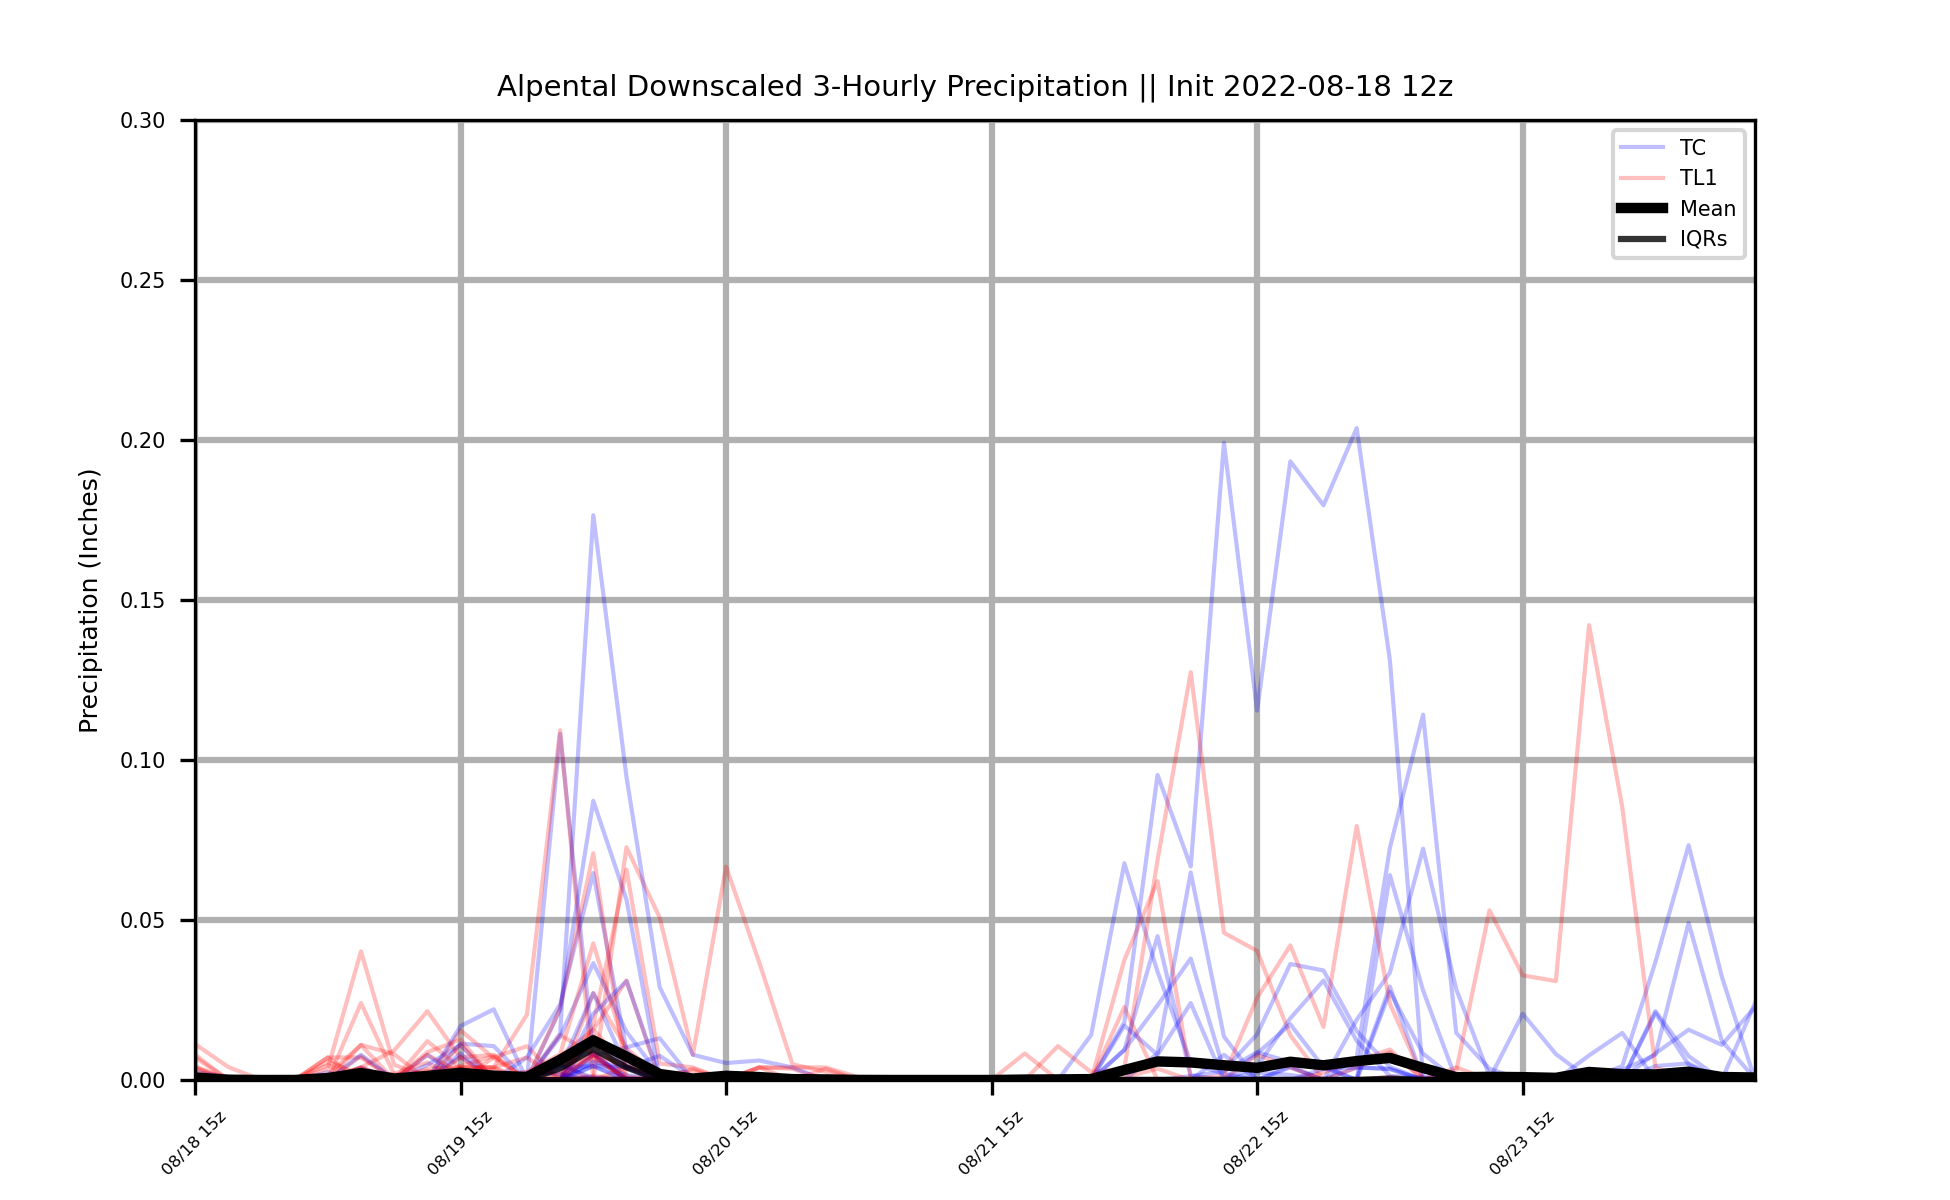 Alpental Downscaled 3-Hourly Precipitation || Init 2022-08-18 12z
0.30
0.25
0.20
0.15
0.10
0.05
0.00
Precipitation (Inches)
TC
TL1
Mean
IQRs
08/18 15z
08/19 15z
08/20 15z
08/21 15z
08/22 15z
08/23 15z